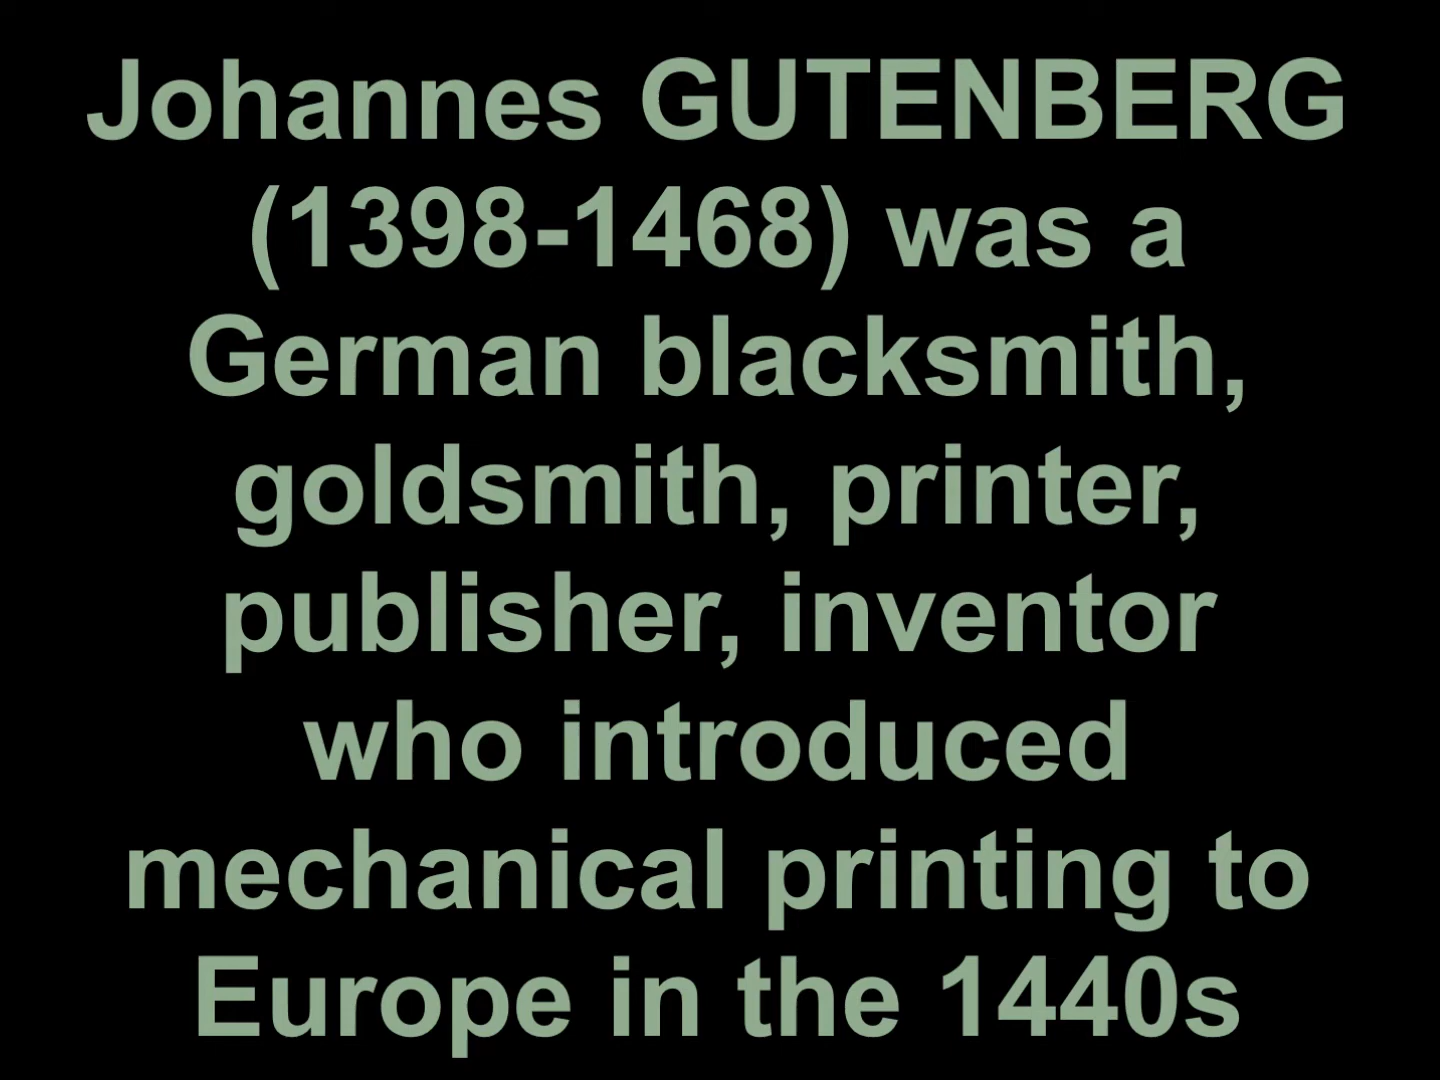 Johannes GUTENBERG
(1398-1468) was a
German blacksmith,
goldsmith, printer,
publisher, inventor
who introduced
mechanical printing to
Europe in the 1440s